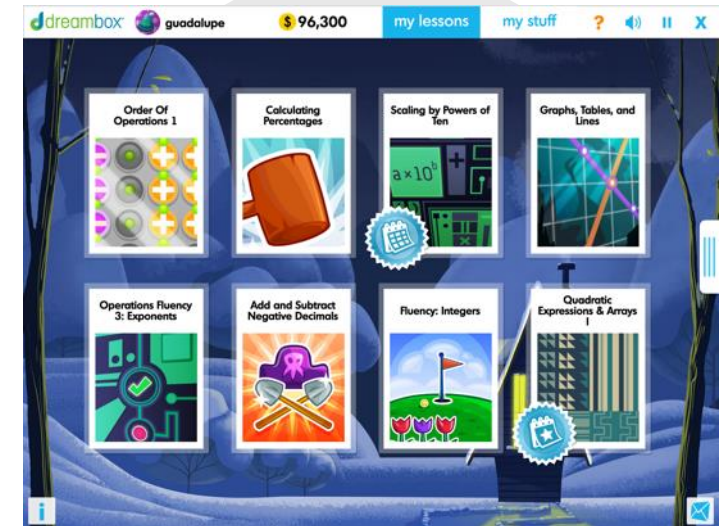 dreambox guadalupe $ 96,300 my lessons my stuff ? X
Order Of
Operations 1
Calculating
Percentages
Scaling by Powers of
Ten
a×10ᵇ
Graphs, Tables, and
Lines
Operations Fluency
3: Exponents
Add and Subtract
Negative Decimals
Fluency: Integers
Quadratic
Expressions & Arrays
I
i